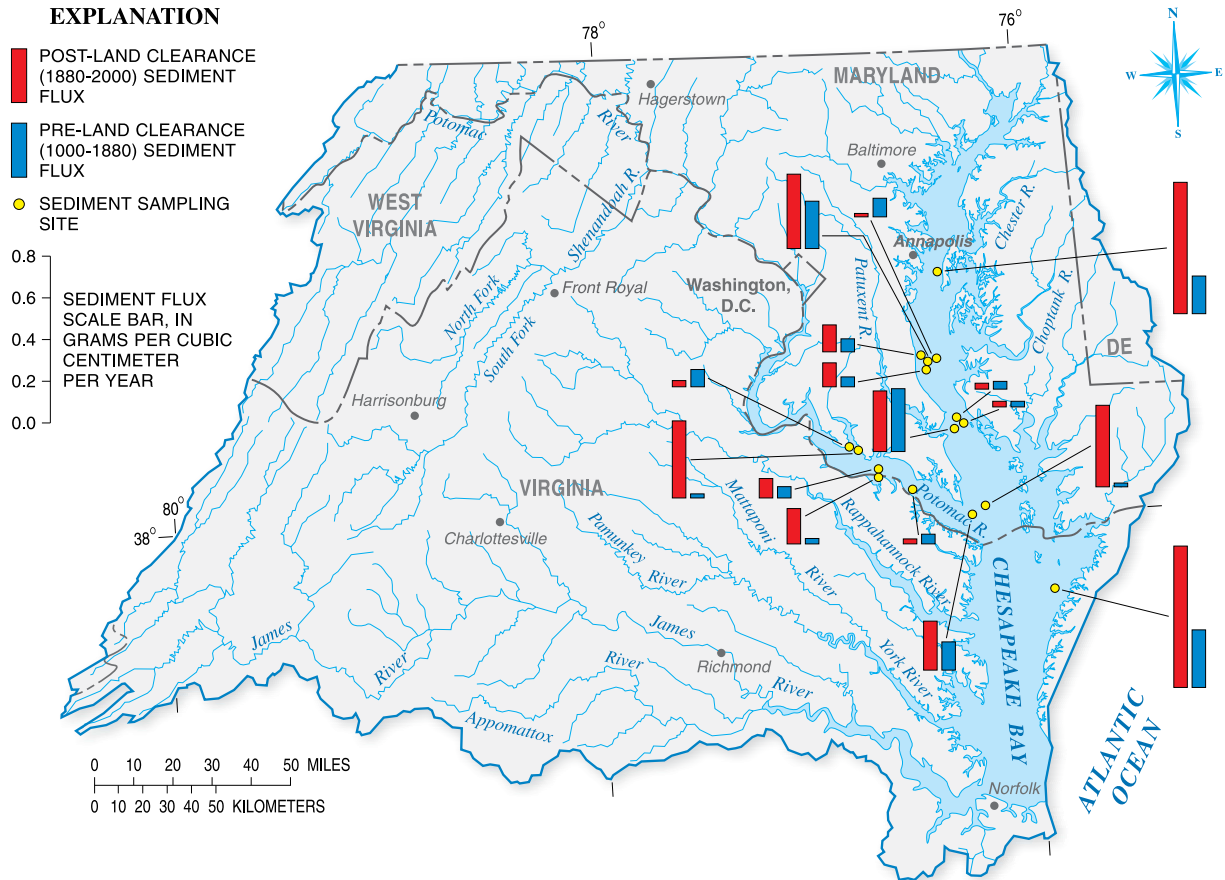 EXPLANATION
POST-LAND CLEARANCE
(1880-2000) SEDIMENT
FLUX
PRE-LAND CLEARANCE
(1000-1880) SEDIMENT
FLUX
SEDIMENT SAMPLING
SITE
0.8
0.6
0.4
0.2
0.0
SEDIMENT FLUX
SCALE BAR, IN
GRAMS PER CUBIC
CENTIMETER
PER YEAR
78°
76°
N
W
E
S
MARYLAND
Hagerstown
Potomac
River
Baltimore
WEST
VIRGINIA
Shenandoah R.
Chester R.
Annapolis
Washington,
D.C.
Patuxent R.
Front Royal
North Fork
South Fork
Choptank R.
DE
Harrisonburg
VIRGINIA
Mattaponi
River
Potomac R.
Rappahannock River
80°
38°
Charlottesville
Pamunkey
River
CHESAPEAKE BAY
James
River
James
River
Richmond
York River
River
Appomattox
ATLANTIC
OCEAN
Norfolk
0 10 20 30 40 50 MILES
0 10 20 30 40 50 KILOMETERS